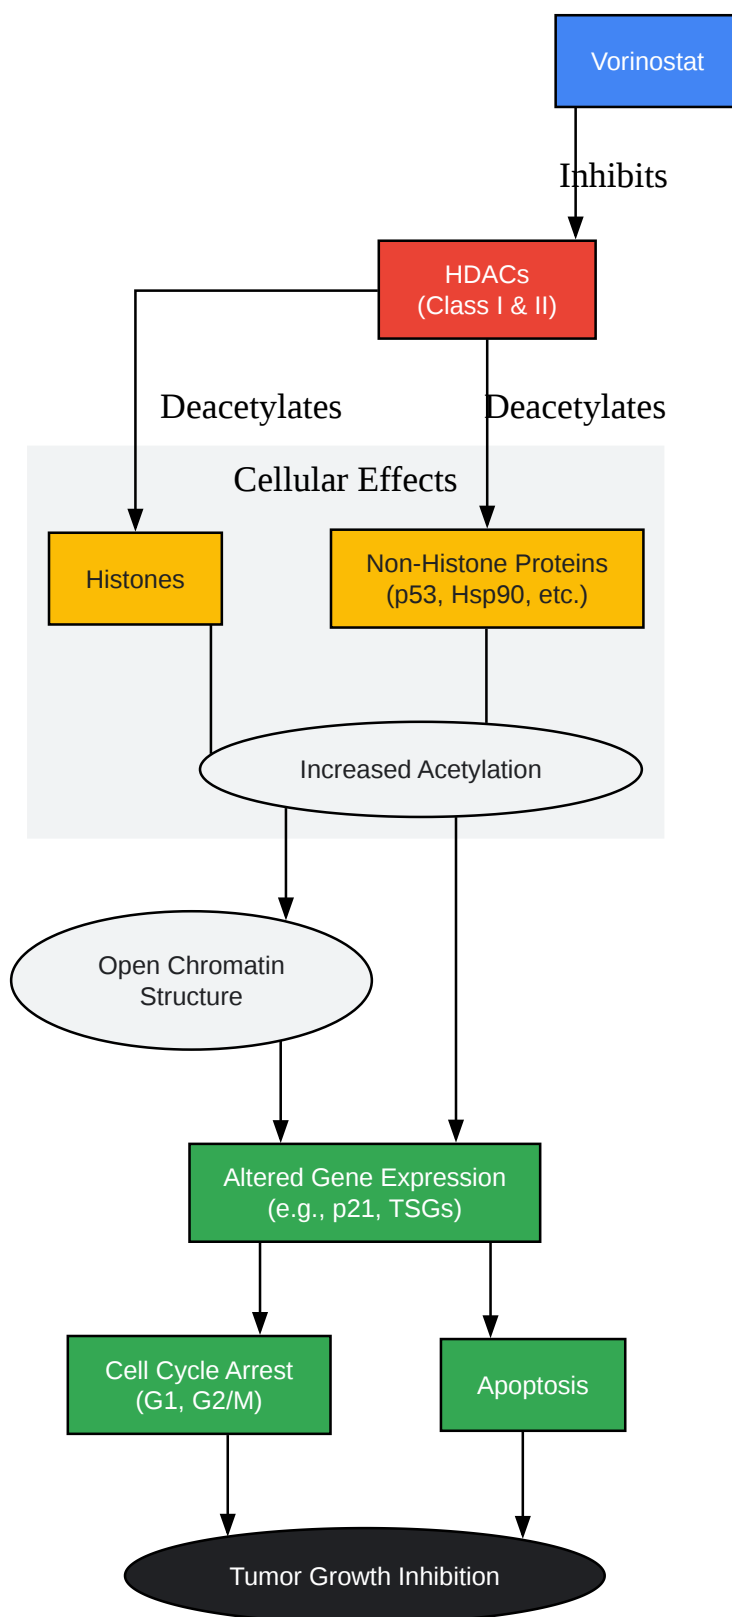 Vorinostat
Inhibits
HDACs
(Class I & II)
Deacetylates
Deacetylates
Cellular Effects
Histones
Non-Histone Proteins
(p53, Hsp90, etc.)
Increased Acetylation
Open Chromatin
Structure
Altered Gene Expression
(e.g., p21, TSGs)
Cell Cycle Arrest
(G1, G2/M)
Apoptosis
Tumor Growth Inhibition